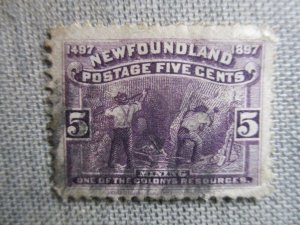 1497 1897
NEWFOUNDLAND
POSTAGE FIVE CENTS
5 5
MINING
ONE OF THE COLONY'S RESOURCES.